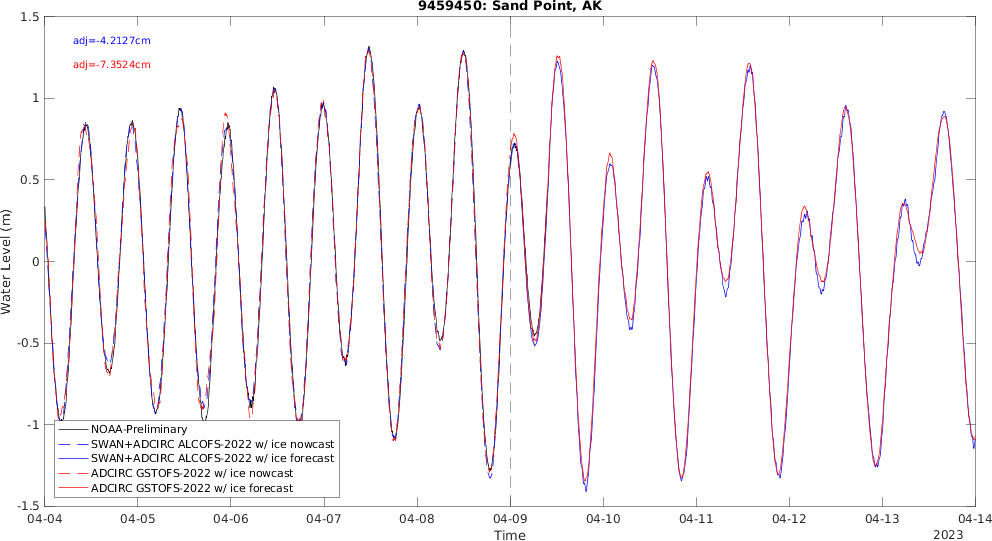 9459450: Sand Point, AK
adj=-4.2127cm
adj=-7.3524cm
Water Level (m)
1.5
1
0.5
0
-0.5
-1
-1.5
NOAA-Preliminary
SWAN+ADCIRC ALCOFS-2022 w/ ice nowcast
SWAN+ADCIRC ALCOFS-2022 w/ ice forecast
ADCIRC GSTOFS-2022 w/ ice nowcast
ADCIRC GSTOFS-2022 w/ ice forecast
04-04 04-05 04-06 04-07 04-08 04-09 04-10 04-11 04-12 04-13 04-14
Time
2023